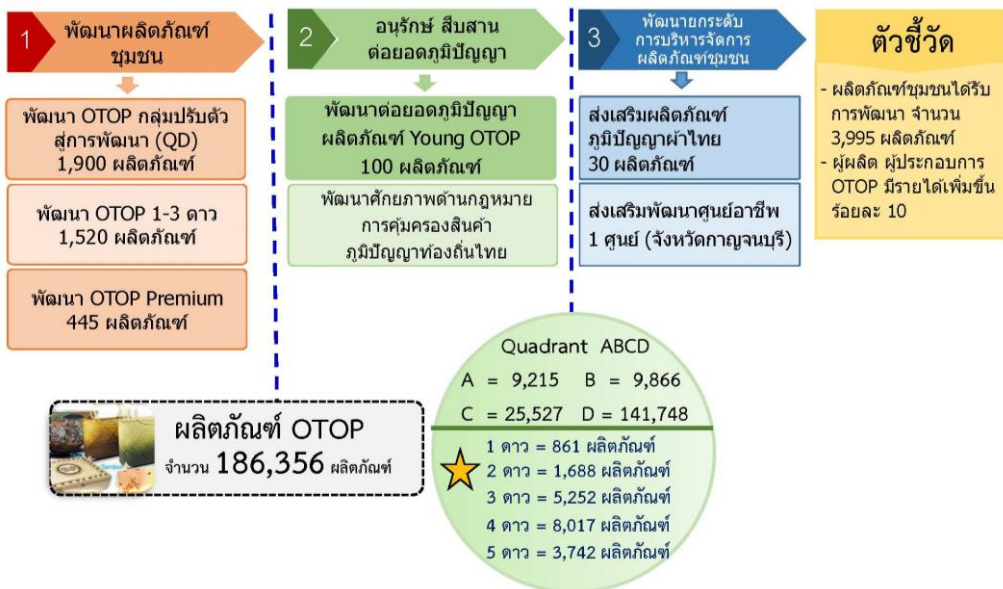 1
พัฒนาผลิตภัณฑ์
ชุมชน
พัฒนา OTOP กลุ่มปรับตัว
สู่การพัฒนา (QD)
1,900 ผลิตภัณฑ์
พัฒนา OTOP 1-3 ดาว
1,520 ผลิตภัณฑ์
พัฒนา OTOP Premium
445 ผลิตภัณฑ์
2
อนุรักษ์ สืบสาน
ต่อยอดภูมิปัญญา
พัฒนาต่อยอดภูมิปัญญา
ผลิตภัณฑ์ Young OTOP
100 ผลิตภัณฑ์
พัฒนาศักยภาพด้านกฎหมาย
การคุ้มครองสินค้า
ภูมิปัญญาท้องถิ่นไทย
3
พัฒนายกระดับ
การบริหารจัดการ
ผลิตภัณฑ์ชุมชน
ส่งเสริมผลิตภัณฑ์
ภูมิปัญญาผ้าไทย
30 ผลิตภัณฑ์
ส่งเสริมพัฒนาศูนย์อาชีพ
1 ศูนย์ (จังหวัดกาญจนบุรี)
ตัวชี้วัด
- ผลิตภัณฑ์ชุมชนได้รับ
การพัฒนา จำนวน
3,995 ผลิตภัณฑ์
- ผู้ผลิต ผู้ประกอบการ
OTOP มีรายได้เพิ่มขึ้น
ร้อยละ 10
ผลิตภัณฑ์ OTOP
จำนวน 186,356 ผลิตภัณฑ์
Quadrant ABCD
A = 9,215 B = 9,866
C = 25,527 D = 141,748
1 ดาว = 861 ผลิตภัณฑ์
2 ดาว = 1,688 ผลิตภัณฑ์
3 ดาว = 5,252 ผลิตภัณฑ์
4 ดาว = 8,017 ผลิตภัณฑ์
5 ดาว = 3,742 ผลิตภัณฑ์